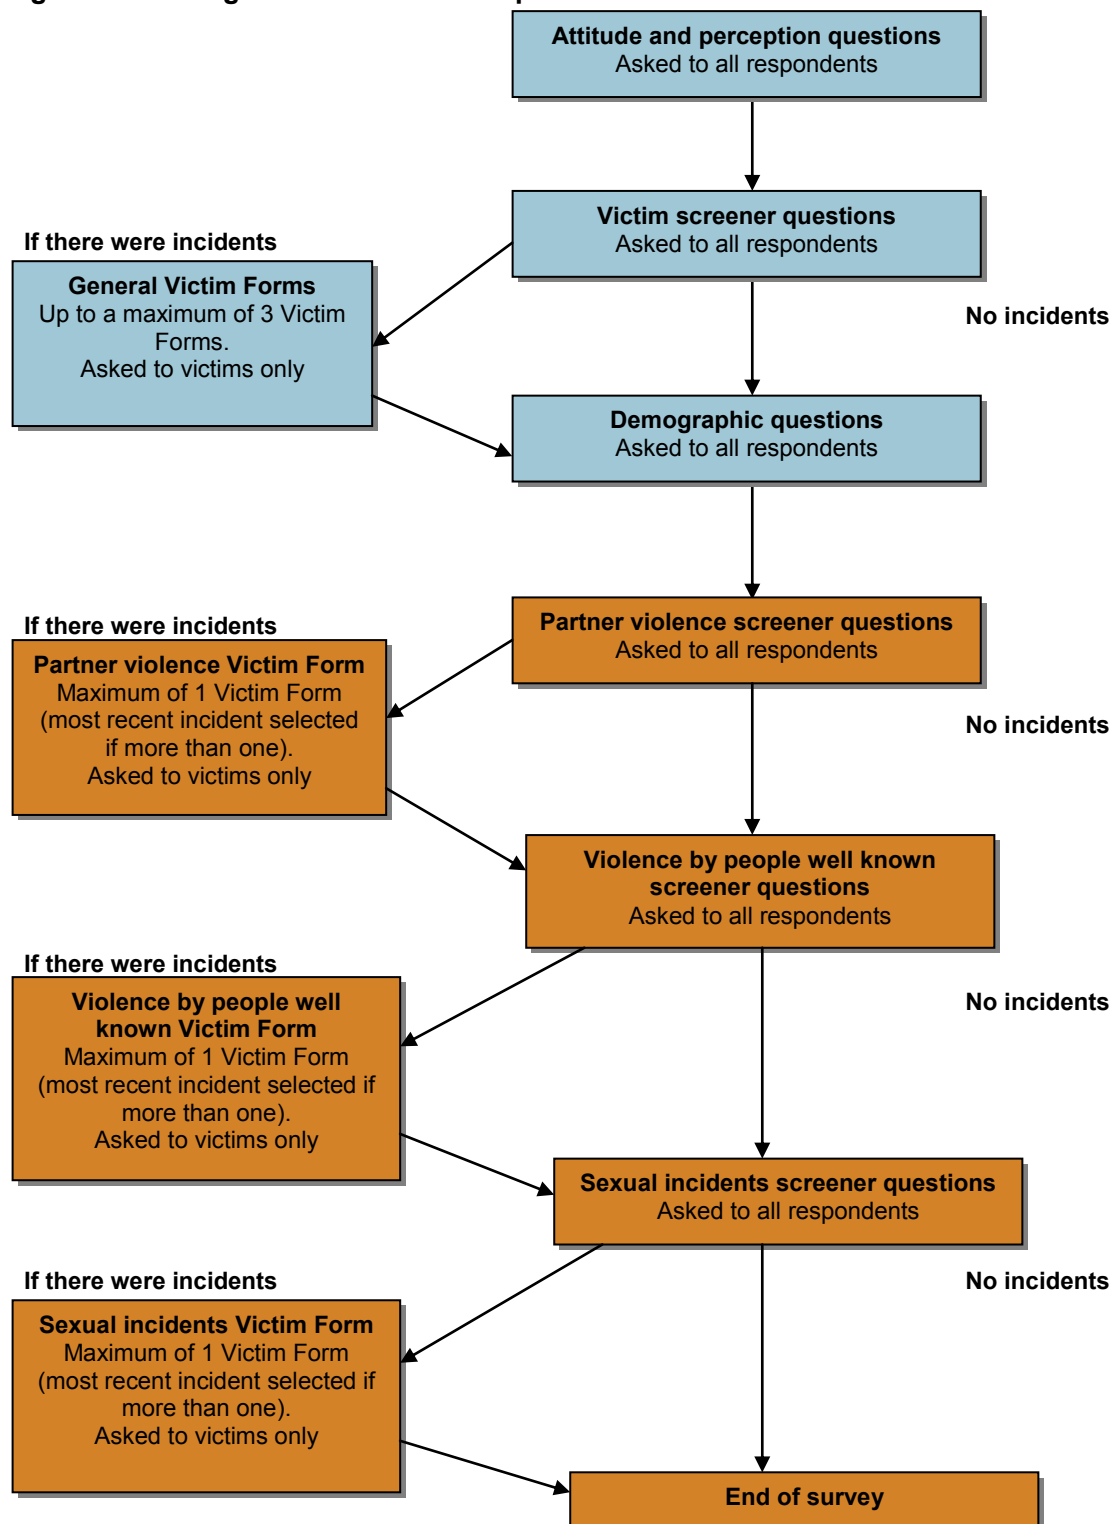 Attitude and perception questions
Asked to all respondents
Victim screener questions
Asked to all respondents
If there were incidents
General Victim Forms
Up to a maximum of 3 Victim
Forms.
Asked to victims only
No incidents
Demographic questions
Asked to all respondents
Partner violence screener questions
Asked to all respondents
If there were incidents
Partner violence Victim Form
Maximum of 1 Victim Form
(most recent incident selected
if more than one).
Asked to victims only
No incidents
Violence by people well known
screener questions
Asked to all respondents
If there were incidents
Violence by people well
known Victim Form
Maximum of 1 Victim Form
(most recent incident selected if
more than one).
Asked to victims only
No incidents
Sexual incidents screener questions
Asked to all respondents
If there were incidents
Sexual incidents Victim Form
Maximum of 1 Victim Form
(most recent incident selected if
more than one).
Asked to victims only
No incidents
End of survey